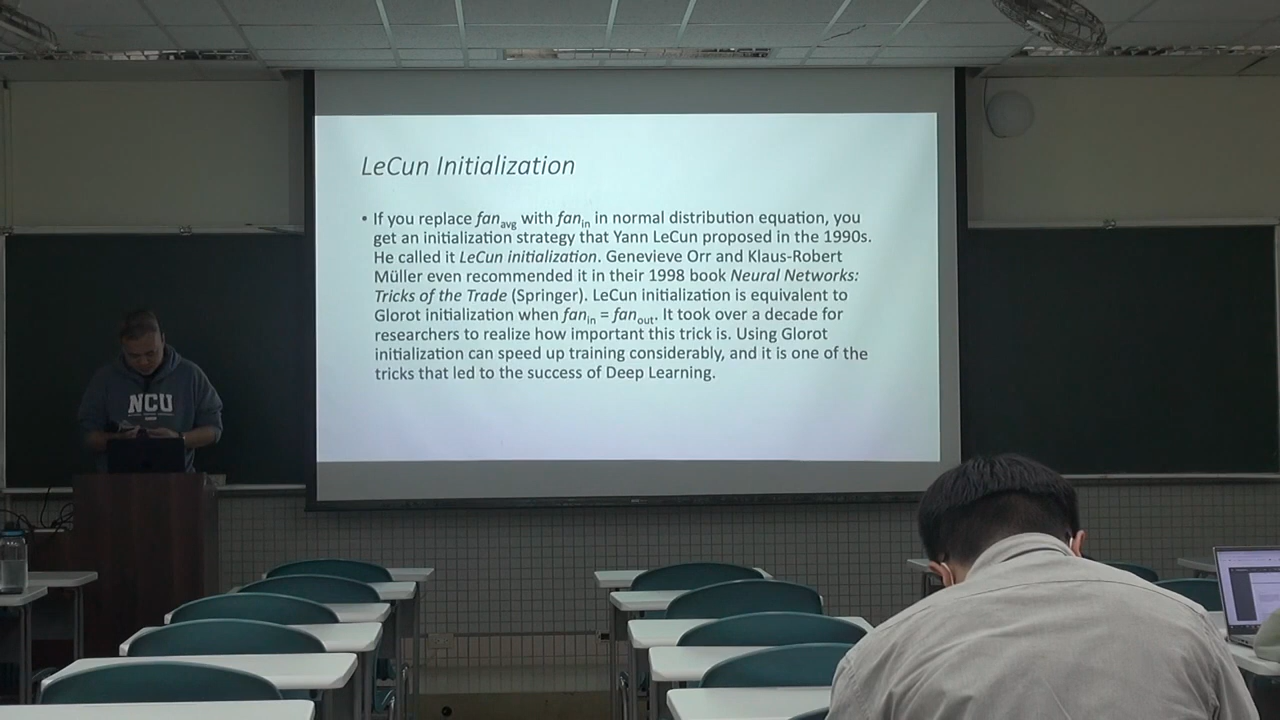 LeCun Initialization
• If you replace fanavg with fanin in normal distribution equation, you
get an initialization strategy that Yann LeCun proposed in the 1990s.
He called it LeCun initialization. Genevieve Orr and Klaus-Robert
Müller even recommended it in their 1998 book Neural Networks:
Tricks of the Trade (Springer). LeCun initialization is equivalent to
Glorot initialization when fanin = fanout. It took over a decade for
researchers to realize how important this trick is. Using Glorot
initialization can speed up training considerably, and it is one of the
tricks that led to the success of Deep Learning.
NCU